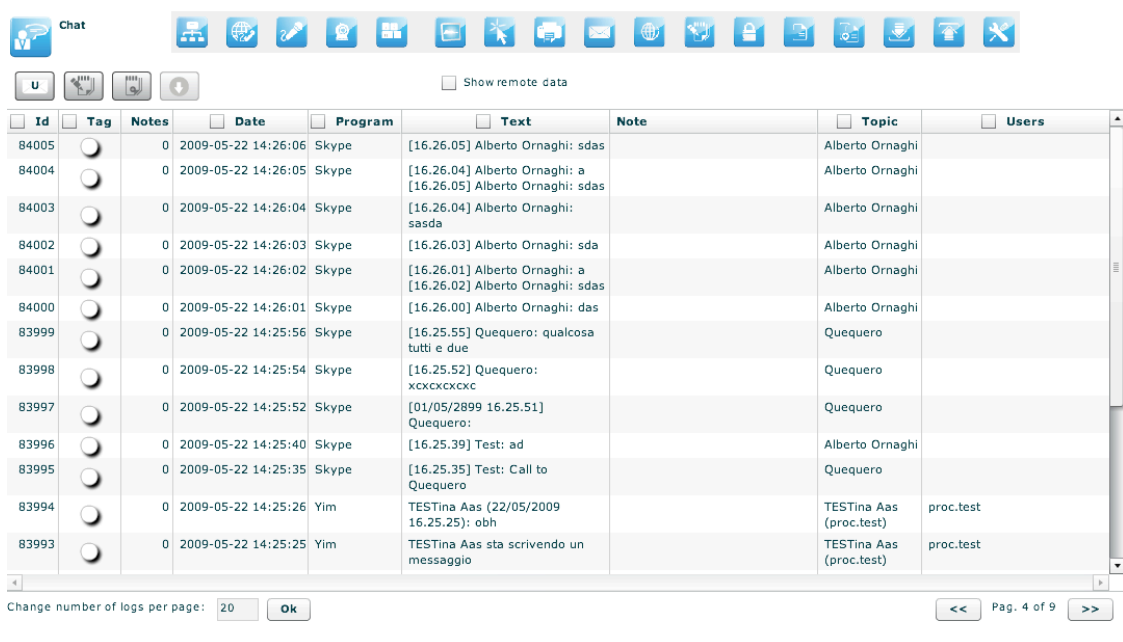 Chat
U
Show remote data
Id Tag Notes Date Program Text Note Topic Users
84005 0 2009-05-22 14:26:06 Skype [16.26.05] Alberto Ornaghi: sdas Alberto Ornaghi
84004 0 2009-05-22 14:26:05 Skype [16.26.04] Alberto Ornaghi: a Alberto Ornaghi
[16.26.05] Alberto Ornaghi: sdas
84003 0 2009-05-22 14:26:04 Skype [16.26.04] Alberto Ornaghi: Alberto Ornaghi
sasda
84002 0 2009-05-22 14:26:03 Skype [16.26.03] Alberto Ornaghi: sda Alberto Ornaghi
84001 0 2009-05-22 14:26:02 Skype [16.26.01] Alberto Ornaghi: a Alberto Ornaghi
[16.26.02] Alberto Ornaghi: sdas
84000 0 2009-05-22 14:26:01 Skype [16.26.00] Alberto Ornaghi: das Alberto Ornaghi
83999 0 2009-05-22 14:25:56 Skype [16.25.55] Quequero: qualcosa Quequero
tutti e due
83998 0 2009-05-22 14:25:54 Skype [16.25.52] Quequero: Quequero
xcxcxcxcxc
83997 0 2009-05-22 14:25:52 Skype [01/05/2899 16.25.51] Quequero
Quequero:
83996 0 2009-05-22 14:25:40 Skype [16.25.39] Test: ad Alberto Ornaghi
83995 0 2009-05-22 14:25:35 Skype [16.25.35] Test: Call to Quequero
Quequero
83994 0 2009-05-22 14:25:26 Yim TESTina Aas (22/05/2009 TESTina Aas proc.test
16.25.25): obh (proc.test)
83993 0 2009-05-22 14:25:25 Yim TESTina Aas sta scrivendo un TESTina Aas proc.test
messaggio (proc.test)
Change number of logs per page: 20 Ok << Pag. 4 of 9 >>